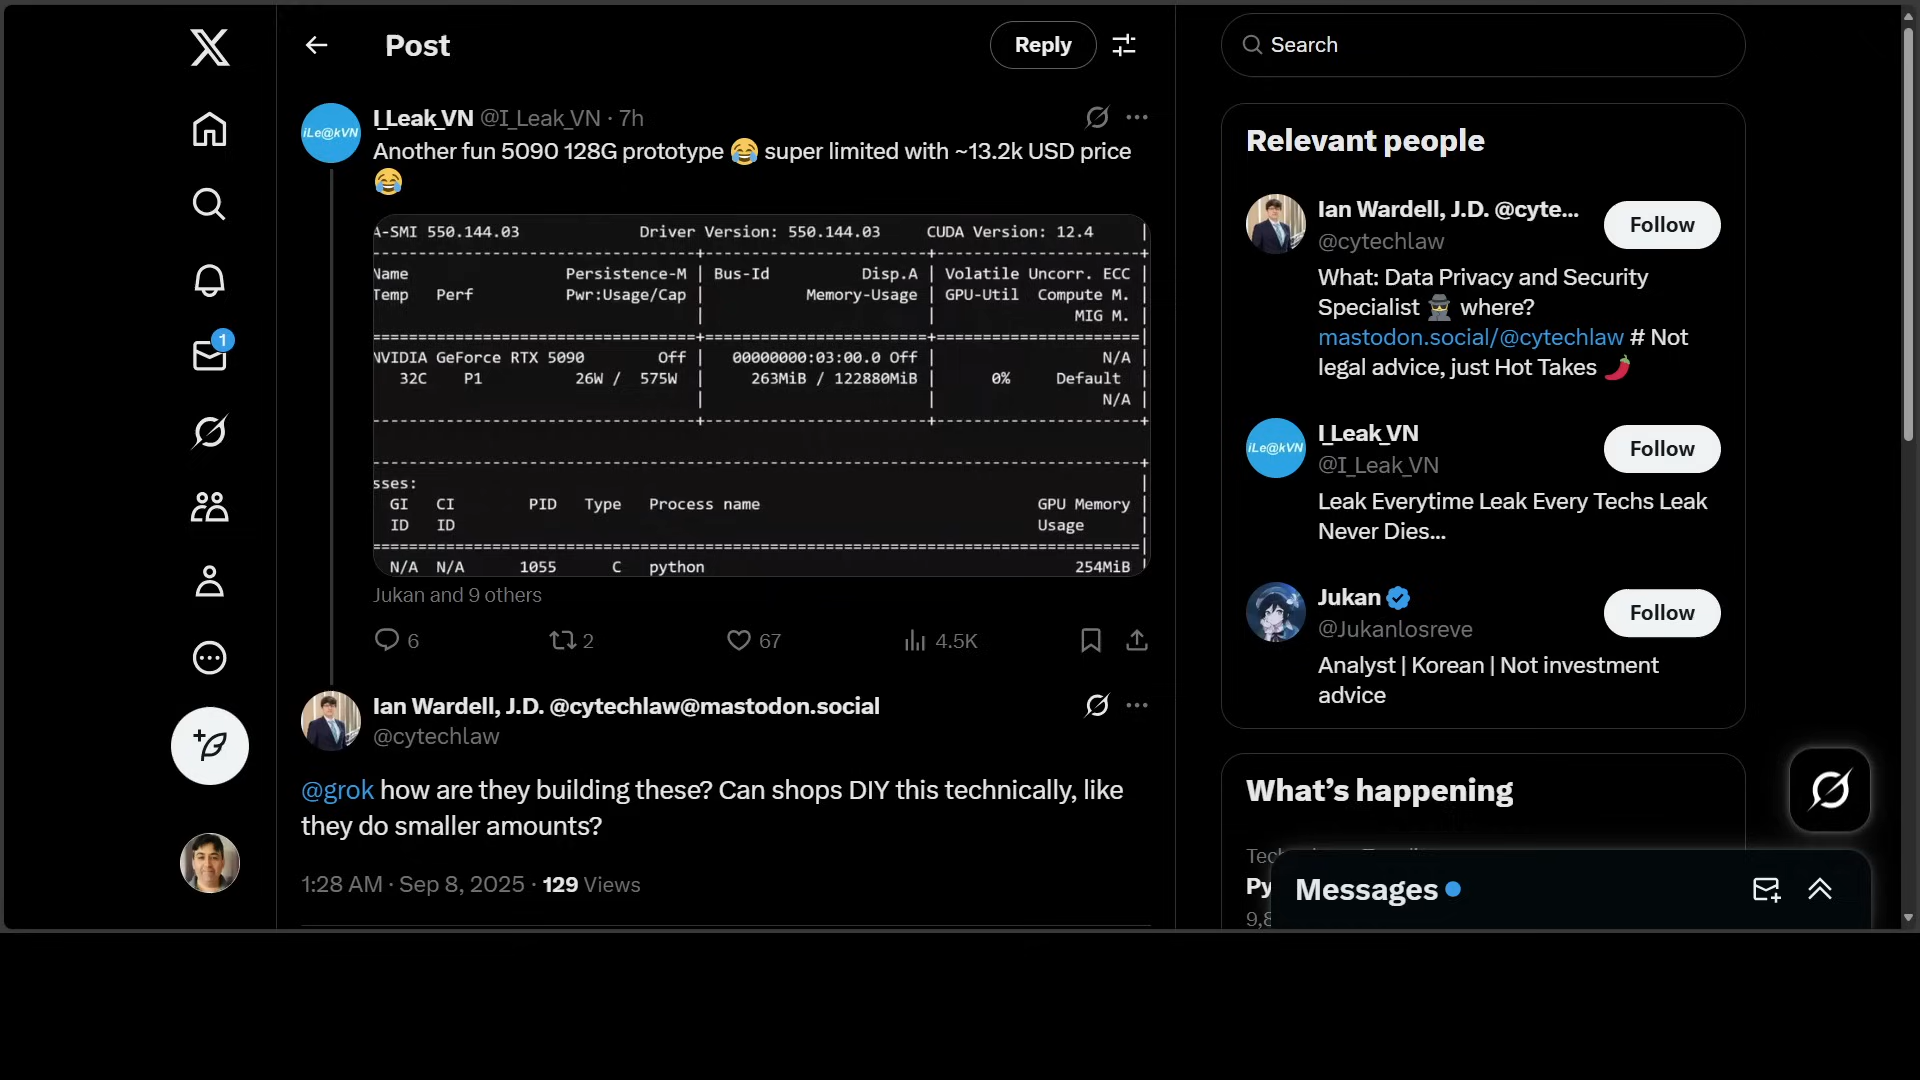 Post
Reply
Search
iLe@kVN
I_Leak_VN @I_Leak_VN · 7h
Another fun 5090 128G prototype 😂 super limited with ~13.2k USD price
😂
A-SMI 550.144.03 Driver Version: 550.144.03 CUDA Version: 12.4
Name Persistence-M | Bus-Id Disp.A | Volatile Uncorr. ECC
Temp Perf Pwr:Usage/Cap | Memory-Usage | GPU-Util Compute M.
MIG M.
NVIDIA GeForce RTX 5090 Off | 00000000:03:00.0 Off | N/A
32C P1 26W / 575W | 263MiB / 122880MiB | 0% Default
N/A
sses:
GI CI PID Type Process name GPU Memory
ID ID Usage
N/A N/A 1055 C python 254MiB
Jukan and 9 others
6 2 67 4.5K
Ian Wardell, J.D. @cytechlaw@mastodon.social
@cytechlaw
@grok how are they building these? Can shops DIY this technically, like
they do smaller amounts?
1:28 AM · Sep 8, 2025 · 129 Views
1
Relevant people
Ian Wardell, J.D. @cyte...
@cytechlaw
Follow
What: Data Privacy and Security
Specialist 🕵️ where?
mastodon.social/@cytechlaw # Not
legal advice, just Hot Takes 🌶️
iLe@kVN
I_Leak_VN
@I_Leak_VN
Follow
Leak Everytime Leak Every Techs Leak
Never Dies...
Jukan
@Jukanlosreve
Follow
Analyst | Korean | Not investment
advice
What's happening
Py
9,8
Messages